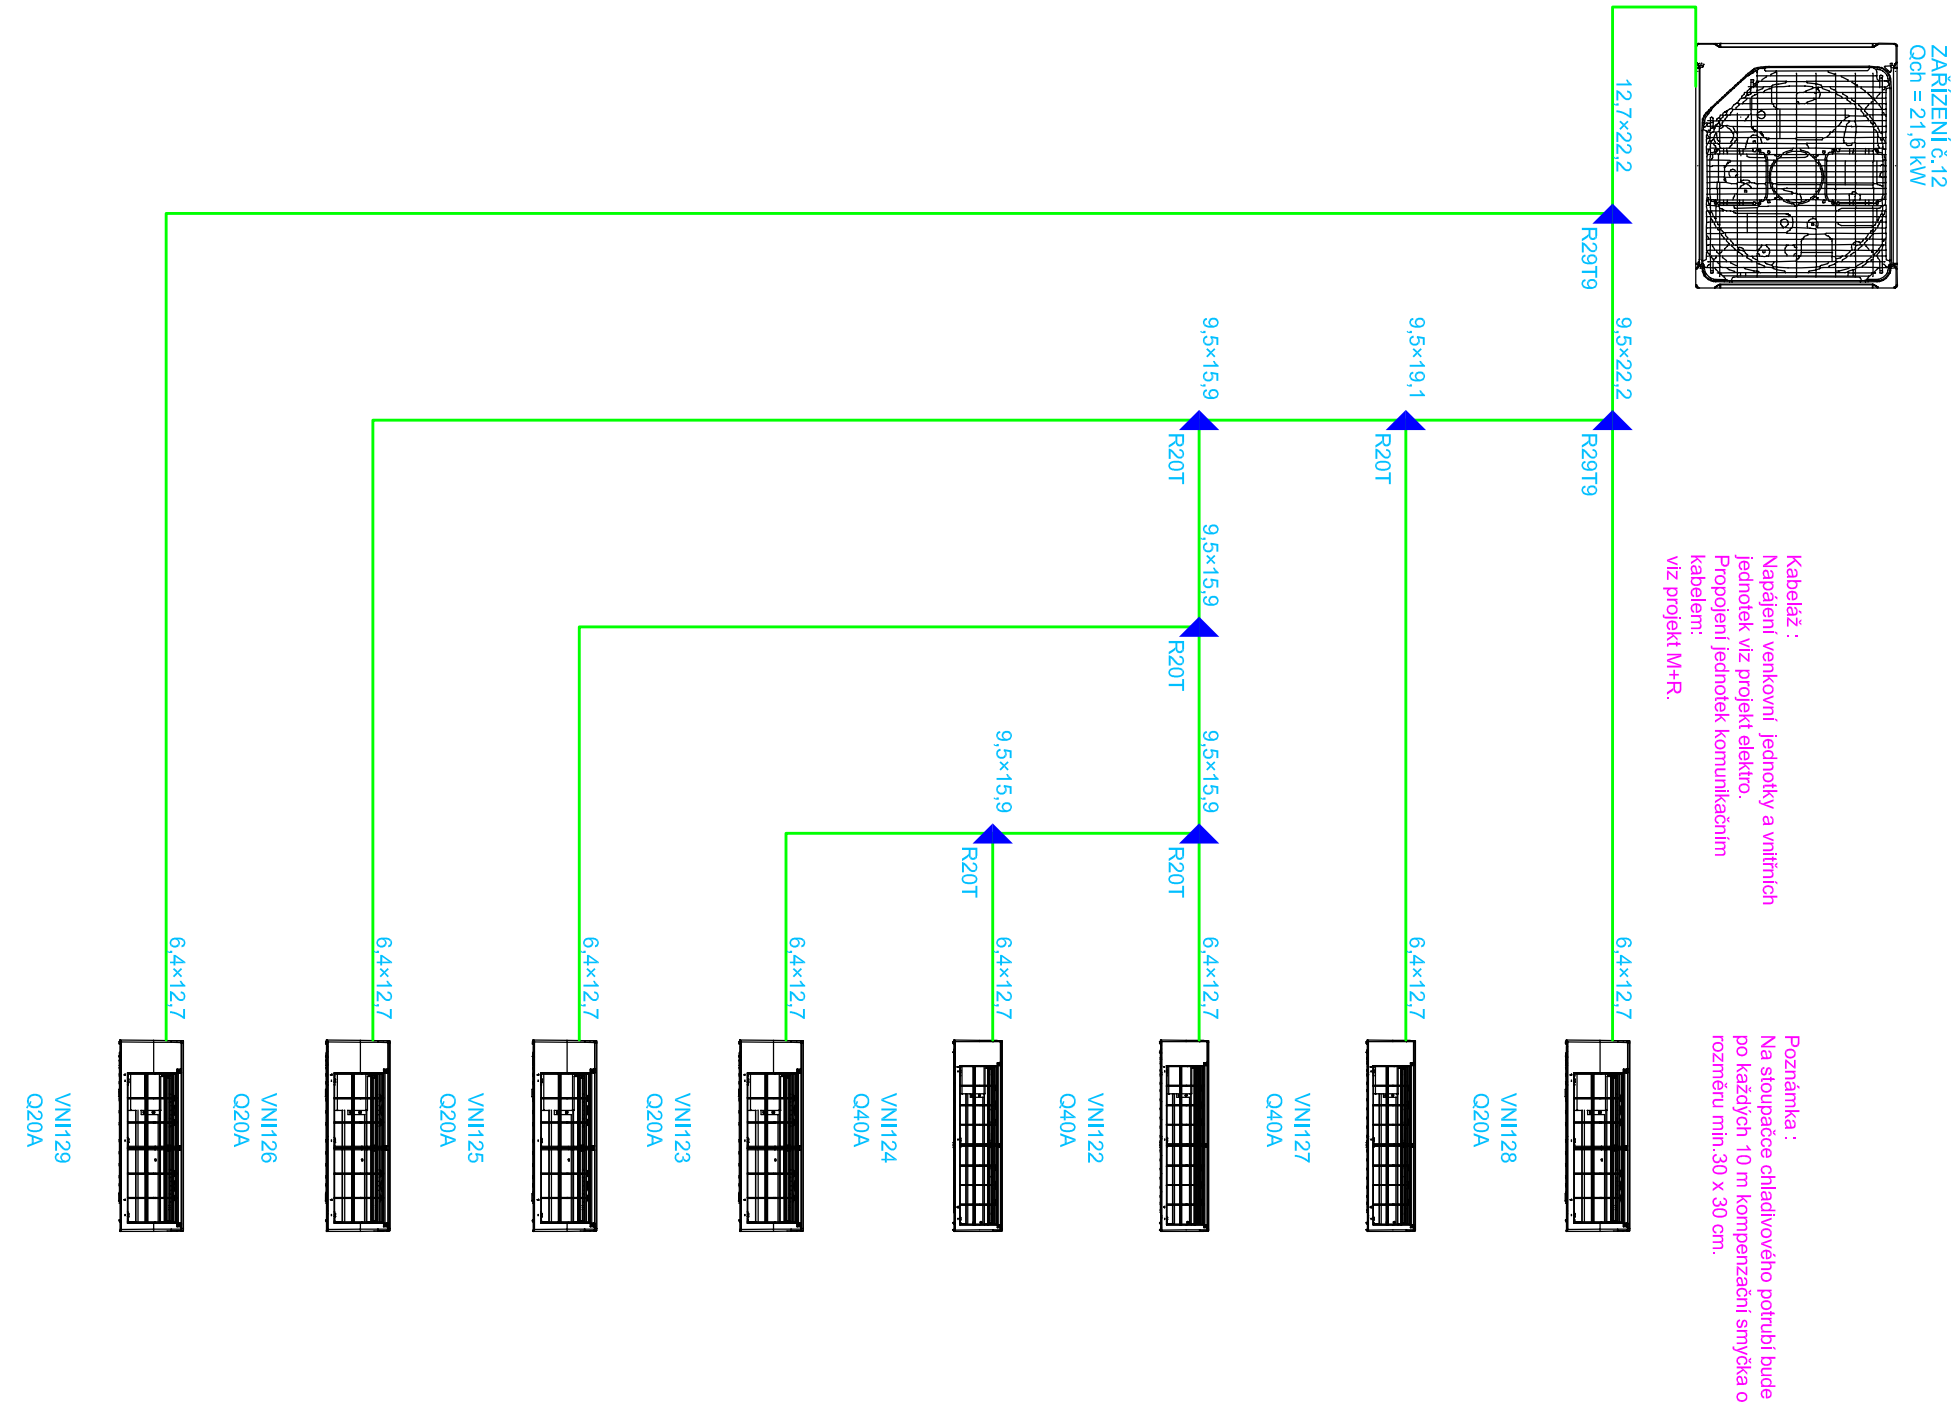 ZAŘÍZENÍ č.12
Qch = 21,6 kW
12,7×22,2
R29T9
9,5×22,2
R29T9
9,5×19,1
R20T
9,5×15,9
R20T
9,5×15,9
R20T
9,5×15,9
R20T
9,5×15,9
R20T
Kabeláž :
Napájení venkovní jednotky a vnitřních
jednotek viz projekt elektro.
Propojení jednotek komunikačním
kabelem:
viz projekt M+R.
Poznámka :
Na stoupačce chladivového potrubí bude
po každých 10 m kompenzační smyčka o
rozměru min.30 x 30 cm.
6,4×12,7
VNI128
Q20A
6,4×12,7
VNI127
Q40A
6,4×12,7
VNI122
Q40A
6,4×12,7
VNI124
Q40A
6,4×12,7
VNI123
Q20A
6,4×12,7
VNI125
Q20A
6,4×12,7
VNI126
Q20A
6,4×12,7
VNI129
Q20A